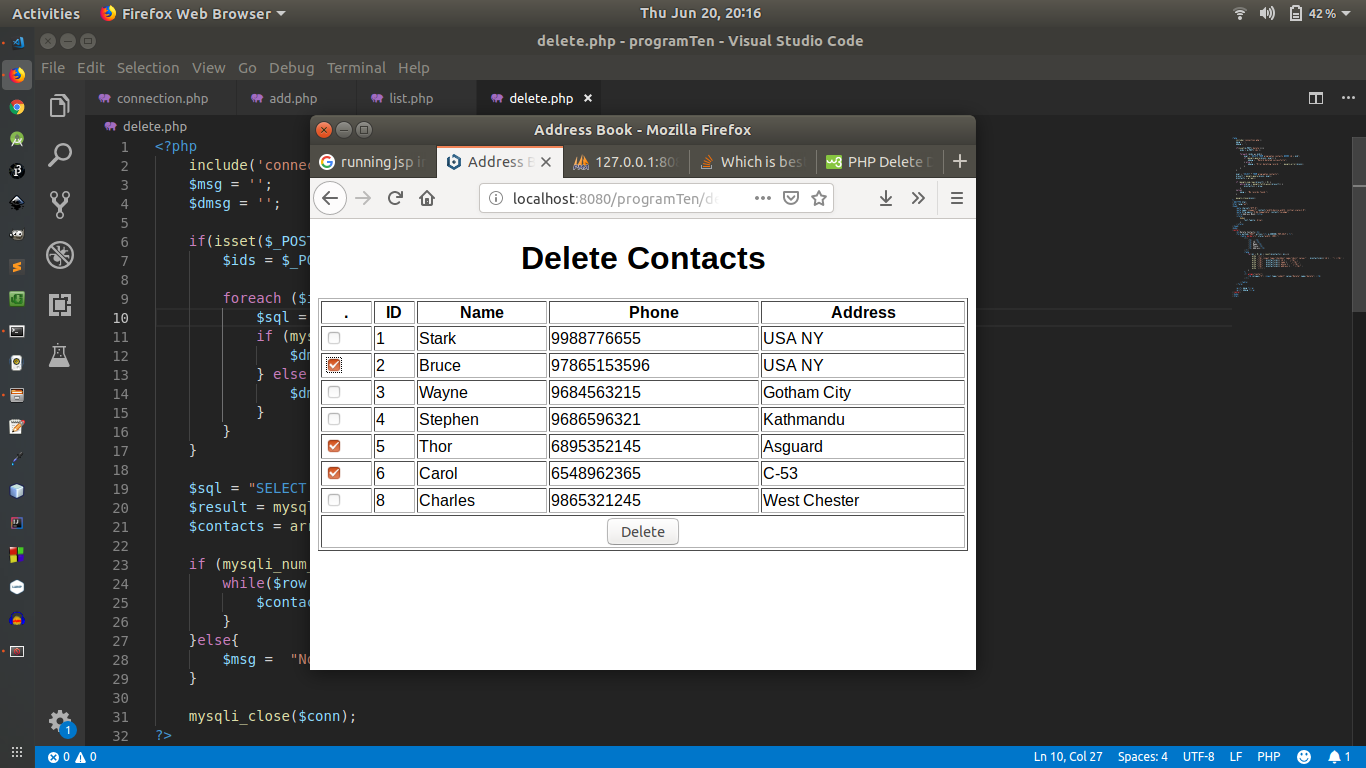 Activities Firefox Web Browser Thu Jun 20, 20:16 42%
delete.php - programTen - Visual Studio Code
File Edit Selection View Go Debug Terminal Help
connection.php add.php list.php delete.php
delete.php
Address Book - Mozilla Firefox
running jsp in Address B 127.0.0.1:80 Which is bes PHP Delete D
localhost:8080/programTen/d
Delete Contacts
. ID Name Phone Address
1 Stark 9988776655 USA NY
2 Bruce 97865153596 USA NY
3 Wayne 9684563215 Gotham City
4 Stephen 9686596321 Kathmandu
5 Thor 6895352145 Asguard
6 Carol 6548962365 C-53
8 Charles 9865321245 West Chester
Delete
1 <?php
2 include('conne
3 $msg = '';
4 $dmsg = '';
5
6 if(isset($_POST
7 $ids = $_PO
8
9 foreach ($i
10 $sql =
11 if (mys
12 $dm
13 } else
14 $dm
15 }
16 }
17 }
18
19 $sql = "SELECT
20 $result = mysql
21 $contacts = arr
22
23 if (mysqli_num_
24 while($row
25 $contac
26 }
27 }else{
28 $msg = "No
29 }
30
31 mysqli_close($conn);
32 ?>
1
0 0 Ln 10, Col 27 Spaces: 4 UTF-8 LF PHP 1